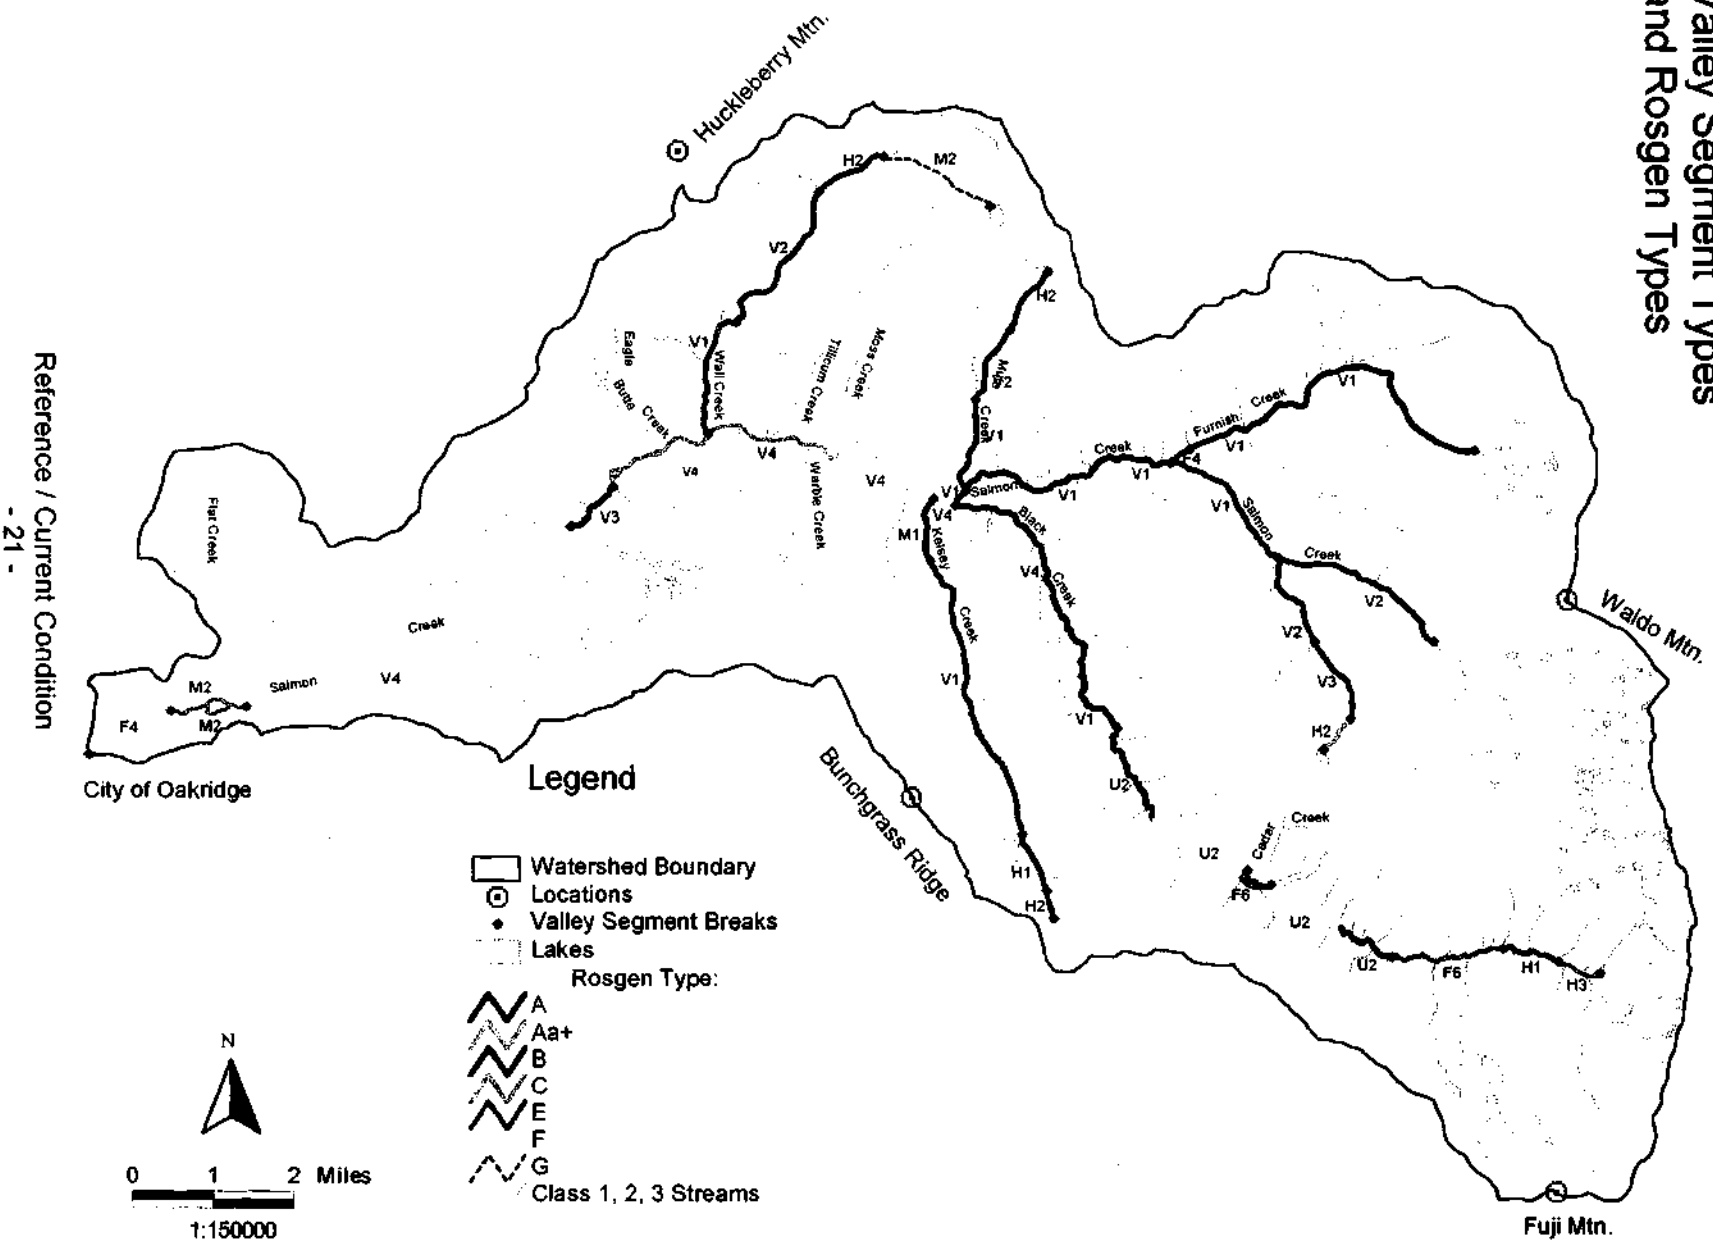 Valley Segment Types
and Rosgen Types
Huckleberry Mtn.
H2
M2
V2
H2
V1
Eagle
Butte
Creek
Wall Creek
Tillicum Creek
Moss Creek
Warble Creek
V4
V4
V4
V3
Creek
V1
V1
Furnish
Creek
V1
F4
Creek
V1
V1
Salmon
V1
V4
Black
Creek
V4
M1
Kelsey
Creek
V1
V1
Salmon
Creek
V2
V2
V3
H2
Waldo Mtn.
Flat Creek
Creek
Salmon
V4
M2
M2
F4
City of Oakridge
V1
U2
H1
H2
Bunchgrass Ridge
U2
Cedar
Creek
F6
U2
U2
F6
H1
H3
Fuji Mtn.
Legend
Watershed Boundary
Locations
Valley Segment Breaks
Lakes
Rosgen Type:
A
Aa+
B
C
E
F
G
Class 1, 2, 3 Streams
N
0 1 2 Miles
1:150000
Reference / Current Condition
- 21 -